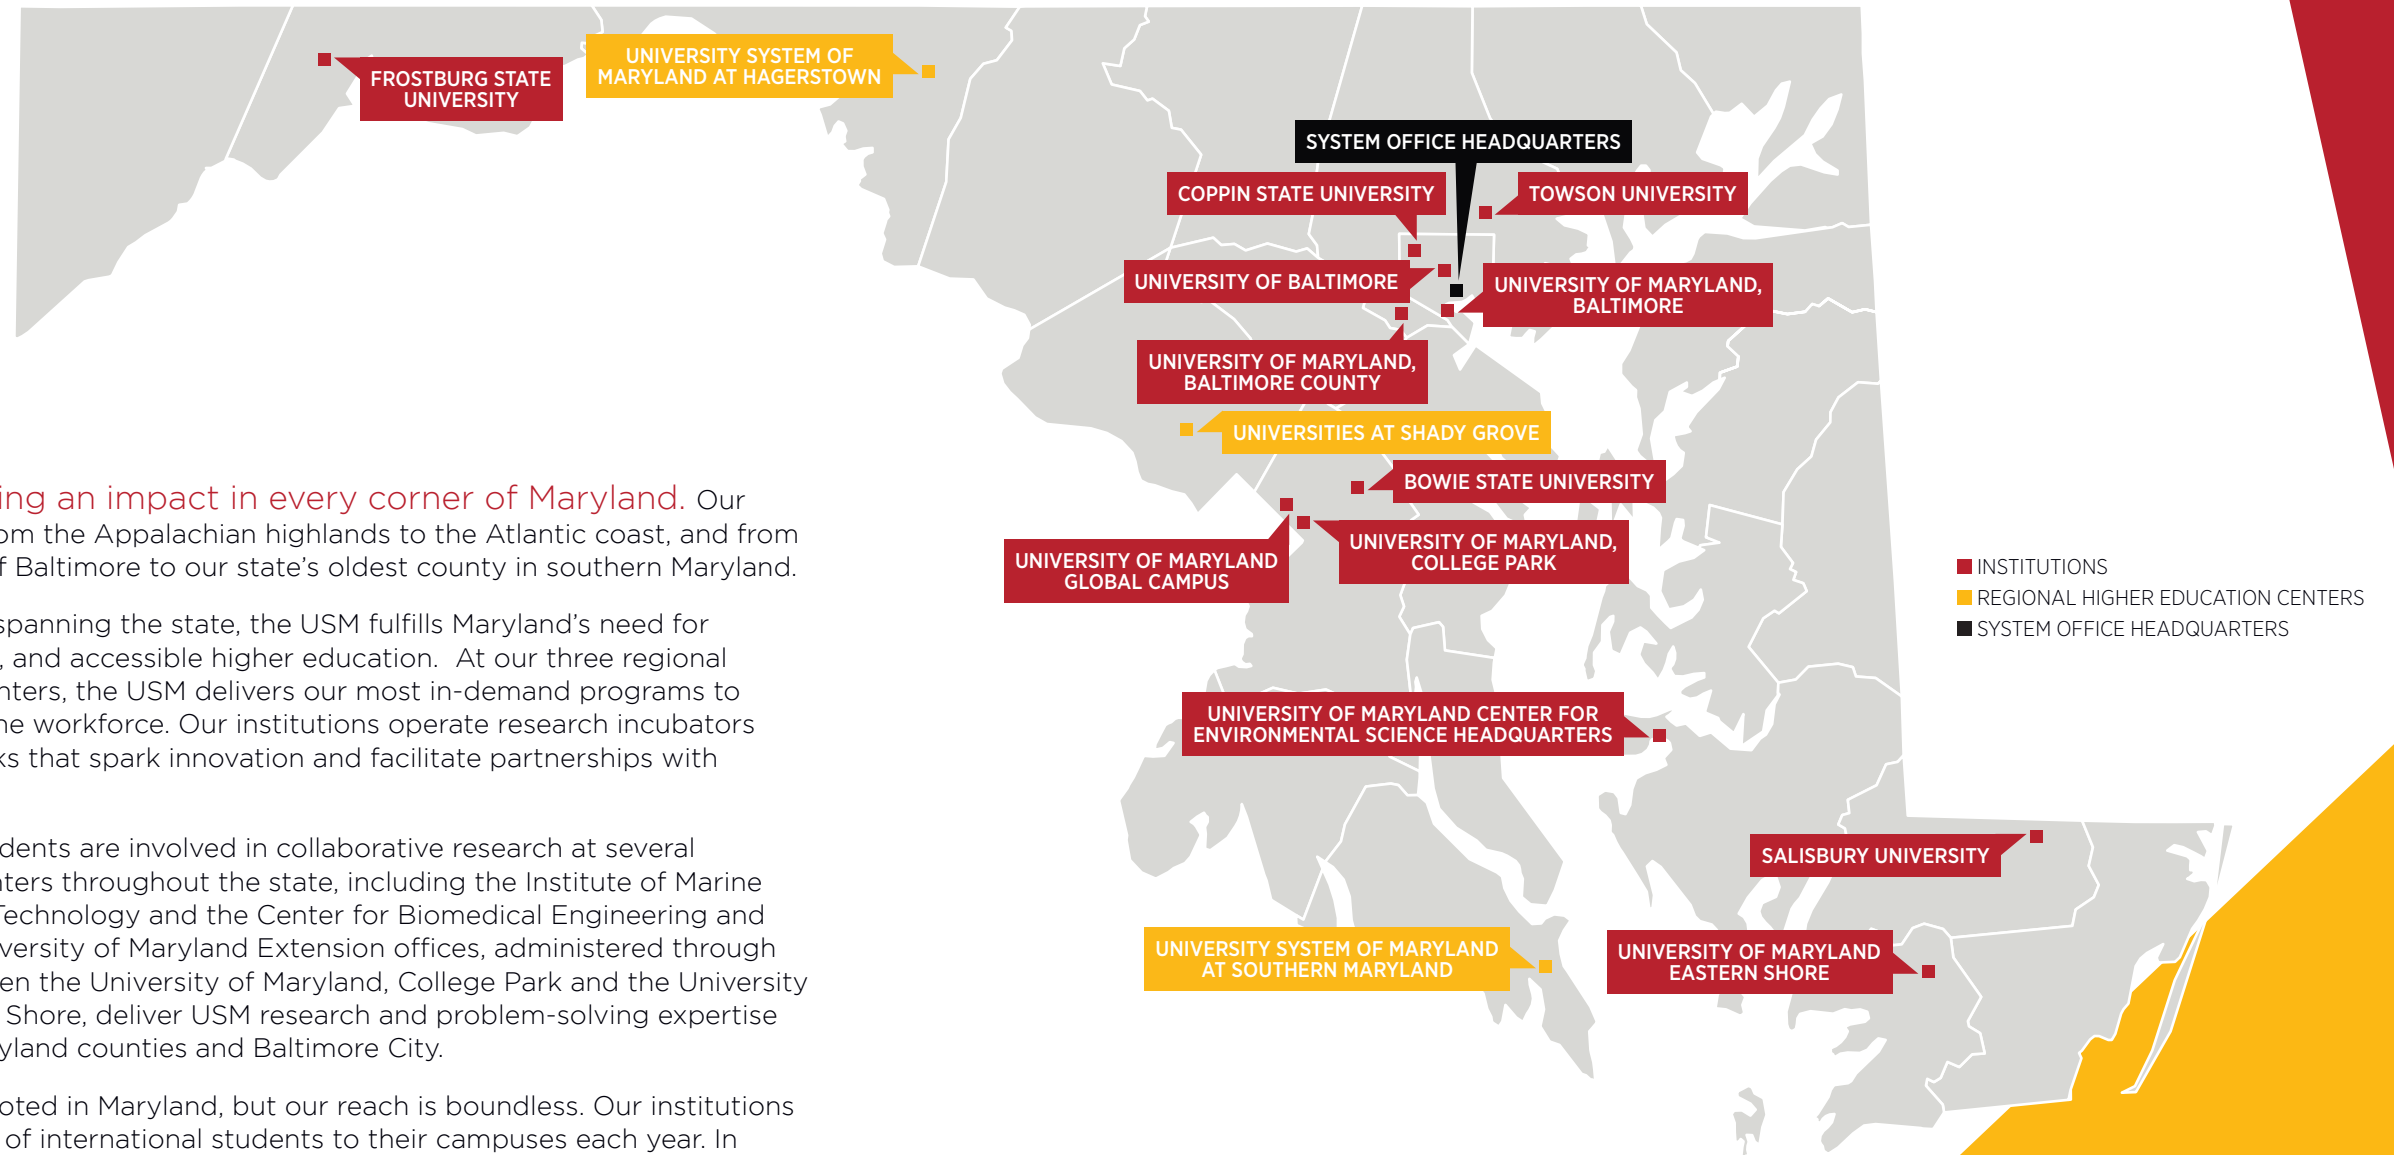 FROSTBURG STATE
UNIVERSITY
UNIVERSITY SYSTEM OF
MARYLAND AT HAGERSTOWN
SYSTEM OFFICE HEADQUARTERS
COPPIN STATE UNIVERSITY
TOWSON UNIVERSITY
UNIVERSITY OF BALTIMORE
UNIVERSITY OF MARYLAND,
BALTIMORE
UNIVERSITY OF MARYLAND,
BALTIMORE COUNTY
UNIVERSITIES AT SHADY GROVE
BOWIE STATE UNIVERSITY
UNIVERSITY OF MARYLAND
GLOBAL CAMPUS
UNIVERSITY OF MARYLAND,
COLLEGE PARK
UNIVERSITY OF MARYLAND CENTER FOR
ENVIRONMENTAL SCIENCE HEADQUARTERS
SALISBURY UNIVERSITY
UNIVERSITY SYSTEM OF MARYLAND
AT SOUTHERN MARYLAND
UNIVERSITY OF MARYLAND
EASTERN SHORE
INSTITUTIONS
REGIONAL HIGHER EDUCATION CENTERS
SYSTEM OFFICE HEADQUARTERS
ing an impact in every corner of Maryland. Our
om the Appalachian highlands to the Atlantic coast, and from
f Baltimore to our state's oldest county in southern Maryland.
spanning the state, the USM fulfills Maryland's need for
, and accessible higher education. At our three regional
nters, the USM delivers our most in-demand programs to
he workforce. Our institutions operate research incubators
ks that spark innovation and facilitate partnerships with
dents are involved in collaborative research at several
nters throughout the state, including the Institute of Marine
Technology and the Center for Biomedical Engineering and
versity of Maryland Extension offices, administered through
en the University of Maryland, College Park and the University
Shore, deliver USM research and problem-solving expertise
yland counties and Baltimore City.
oted in Maryland, but our reach is boundless. Our institutions
of international students to their campuses each year. In